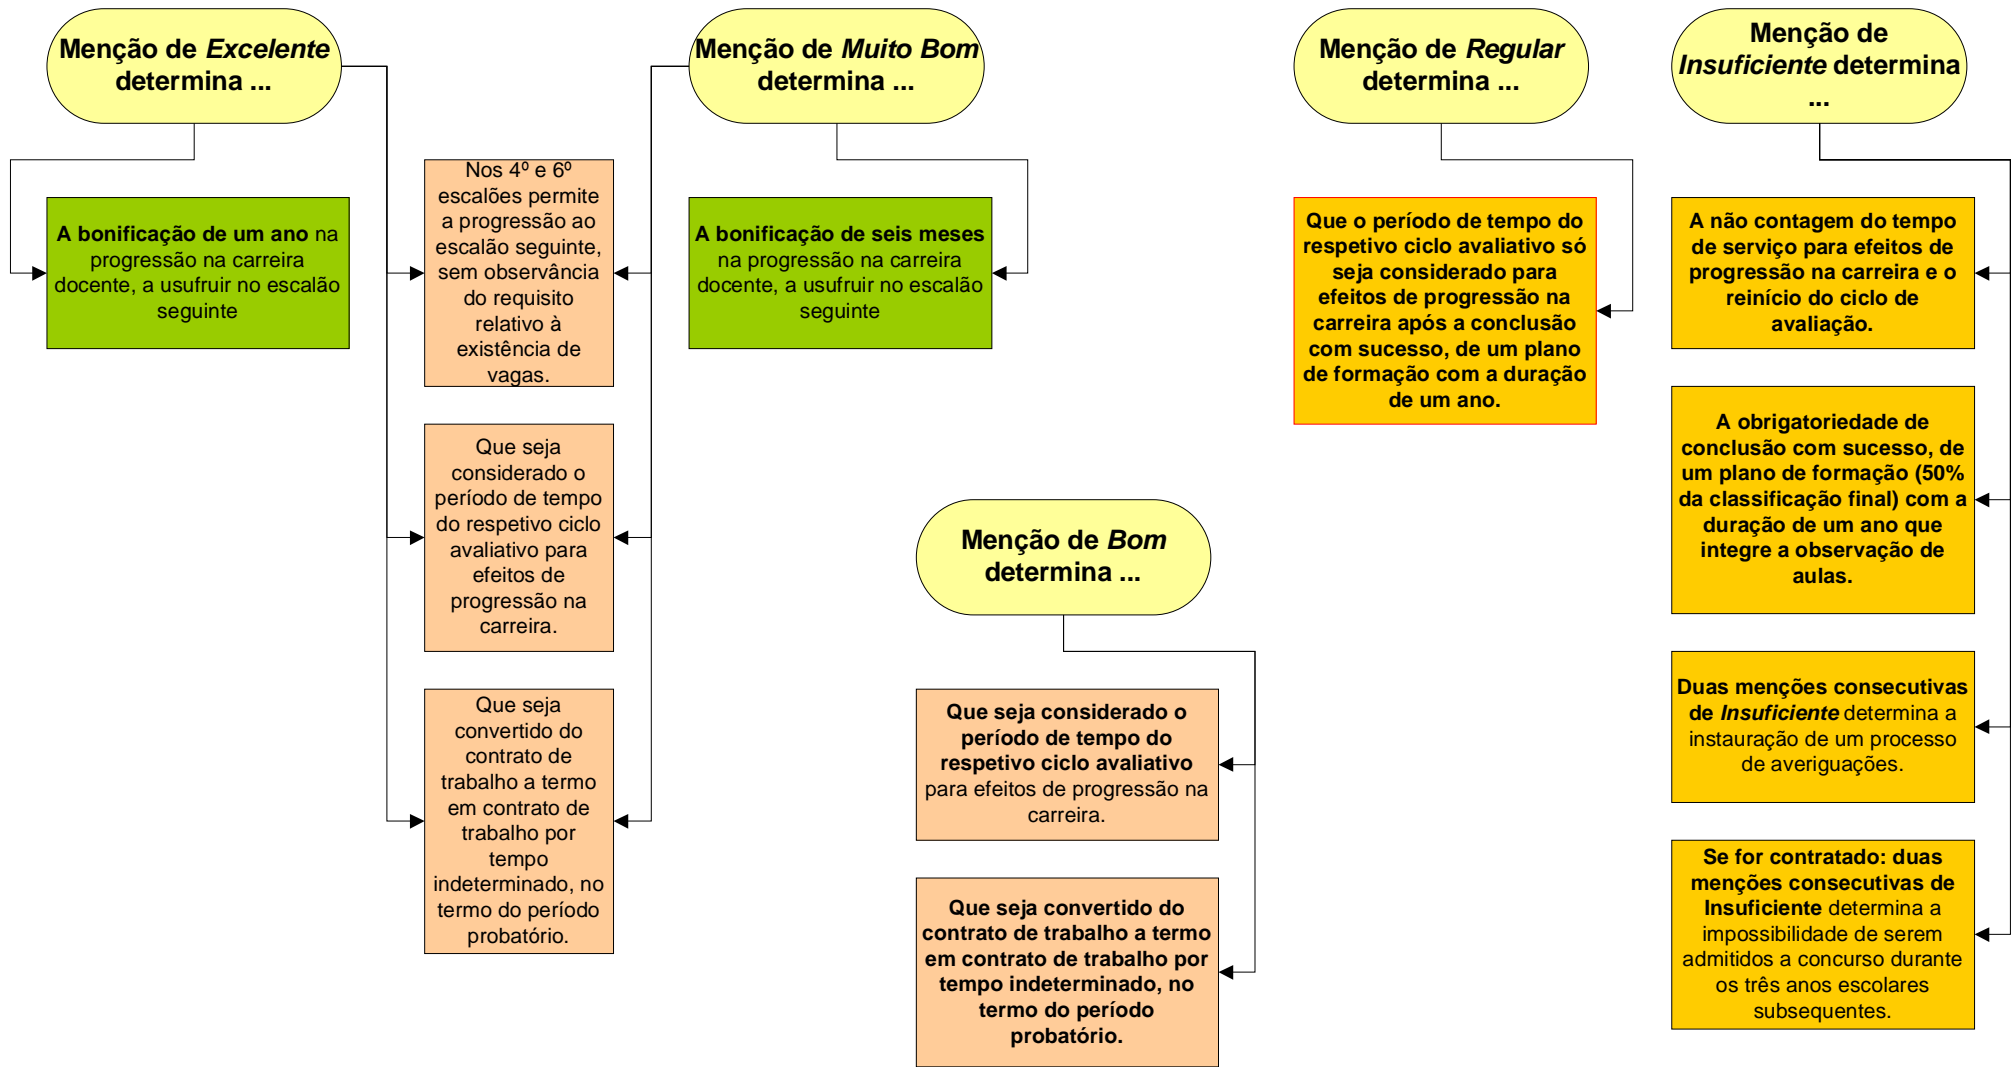 Menção de Excelente
determina ...
A bonificação de um ano na
progressão na carreira
docente, a usufruir no escalão
seguinte
Nos 4º e 6º
escalões permite
a progressão ao
escalão seguinte,
sem observância
do requisito
relativo à
existência de
vagas.
Que seja
considerado o
período de tempo
do respetivo ciclo
avaliativo para
efeitos de
progressão na
carreira.
Que seja
convertido do
contrato de
trabalho a termo
em contrato de
trabalho por
tempo
indeterminado, no
termo do período
probatório.
Menção de Muito Bom
determina ...
A bonificação de seis meses
na progressão na carreira
docente, a usufruir no escalão
seguinte
Menção de Bom
determina ...
Que seja considerado o
período de tempo do
respetivo ciclo avaliativo
para efeitos de progressão na
carreira.
Que seja convertido do
contrato de trabalho a termo
em contrato de trabalho por
tempo indeterminado, no
termo do período
probatório.
Menção de Regular
determina ...
Que o período de tempo do
respetivo ciclo avaliativo só
seja considerado para
efeitos de progressão na
carreira após a conclusão
com sucesso, de um plano
de formação com a duração
de um ano.
Menção de
Insuficiente determina
...
A não contagem do tempo
de serviço para efeitos de
progressão na carreira e o
reinício do ciclo de
avaliação.
A obrigatoriedade de
conclusão com sucesso, de
um plano de formação (50%
da classificação final) com a
duração de um ano que
integre a observação de
aulas.
Duas menções consecutivas
de Insuficiente determina a
instauração de um processo
de averiguações.
Se for contratado: duas
menções consecutivas de
Insuficiente determina a
impossibilidade de serem
admitidos a concurso durante
os três anos escolares
subsequentes.